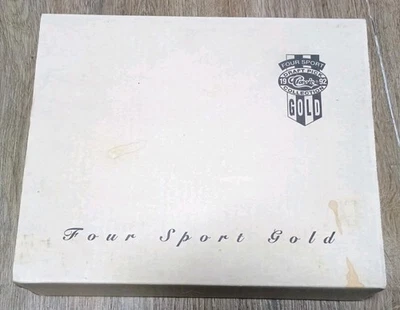 FOUR SPORT
DRAFT PICK
19 Classic 92
COLLECTION
GOLD
Four Sport Gold